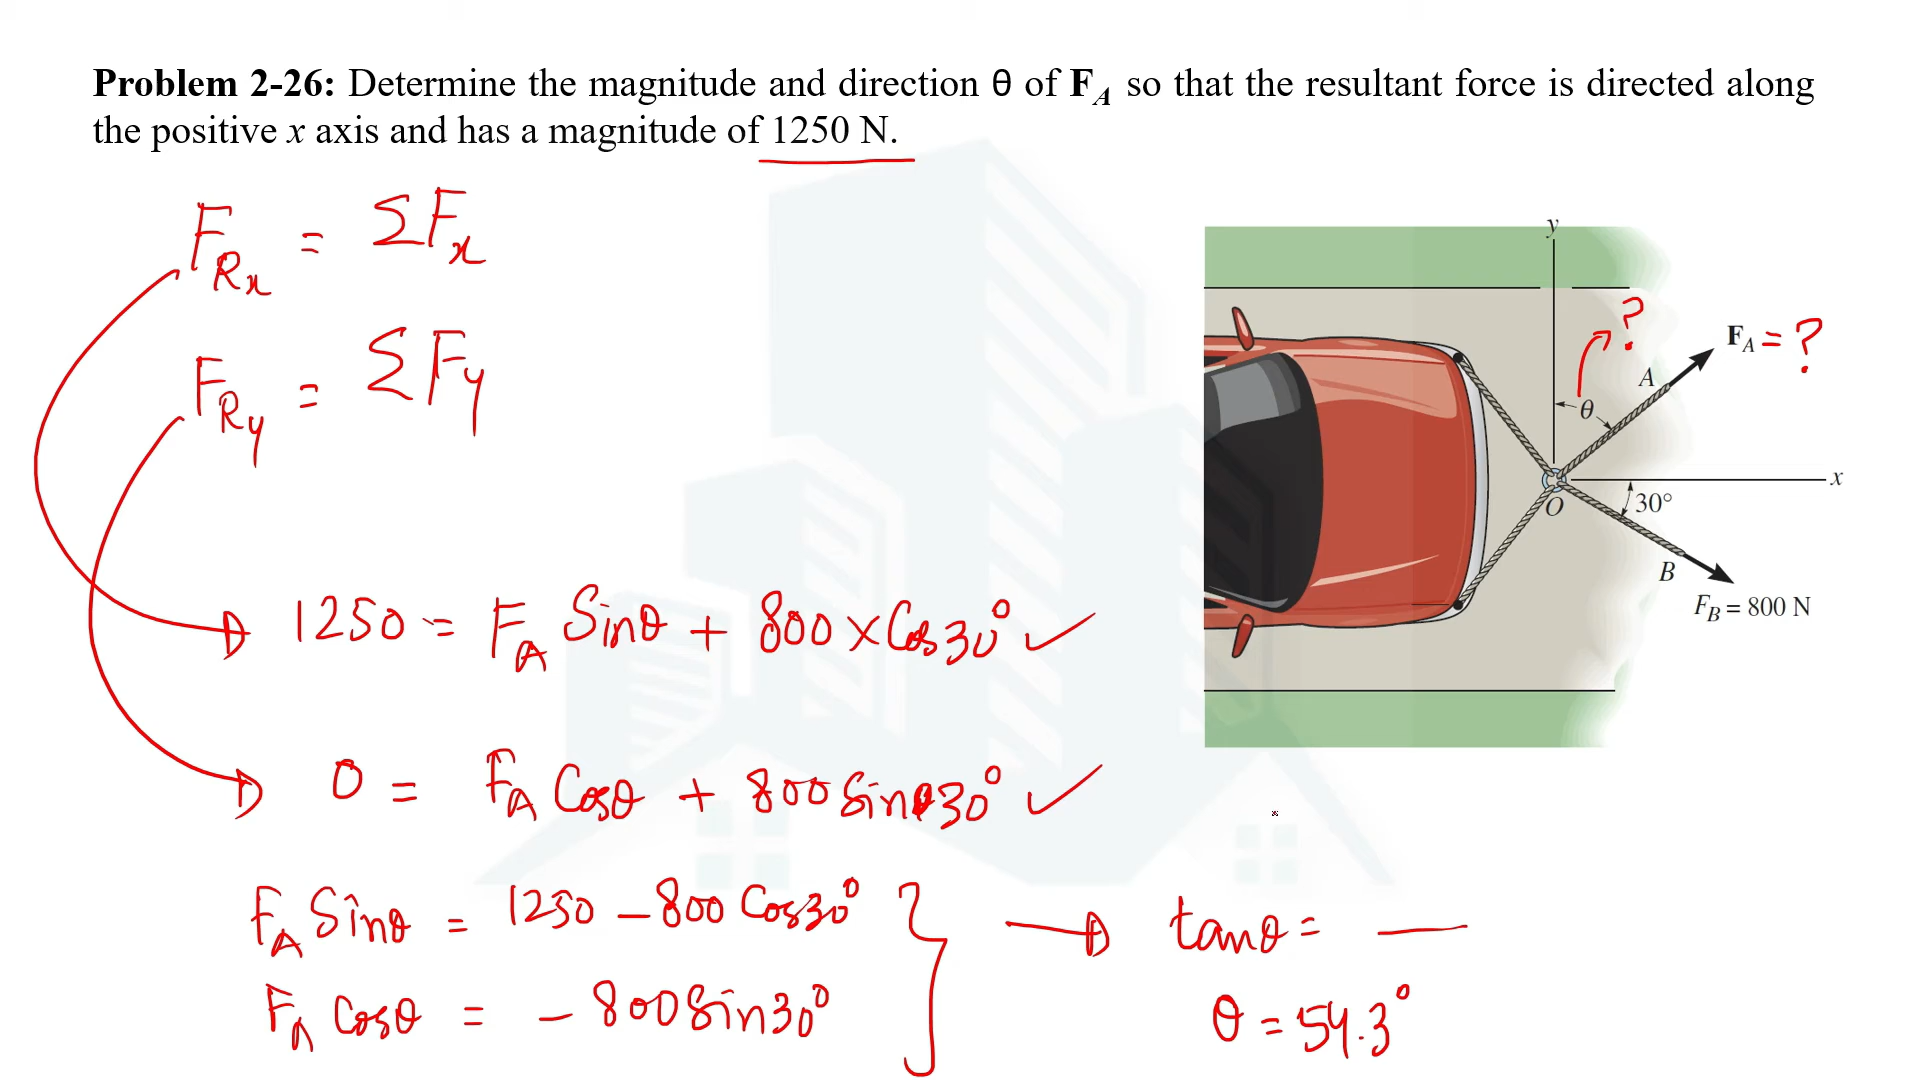 Problem 2-26: Determine the magnitude and direction θ of F_A so that the resultant force is directed along
the positive x axis and has a magnitude of 1250 N.
F_Rx = ΣF_x
F_Ry = ΣF_y
1250 = F_A Sinθ + 800 × Cos30° ✓
0 = F_A Cosθ + 800 Sin30° ✓
F_A Sinθ = 1250 – 800 Cos30°
F_A Cosθ = – 800 Sin30°
tanθ = —
θ = 54.3°
y
?
F_A = ?
A
θ
x
O
30°
B
F_B = 800 N